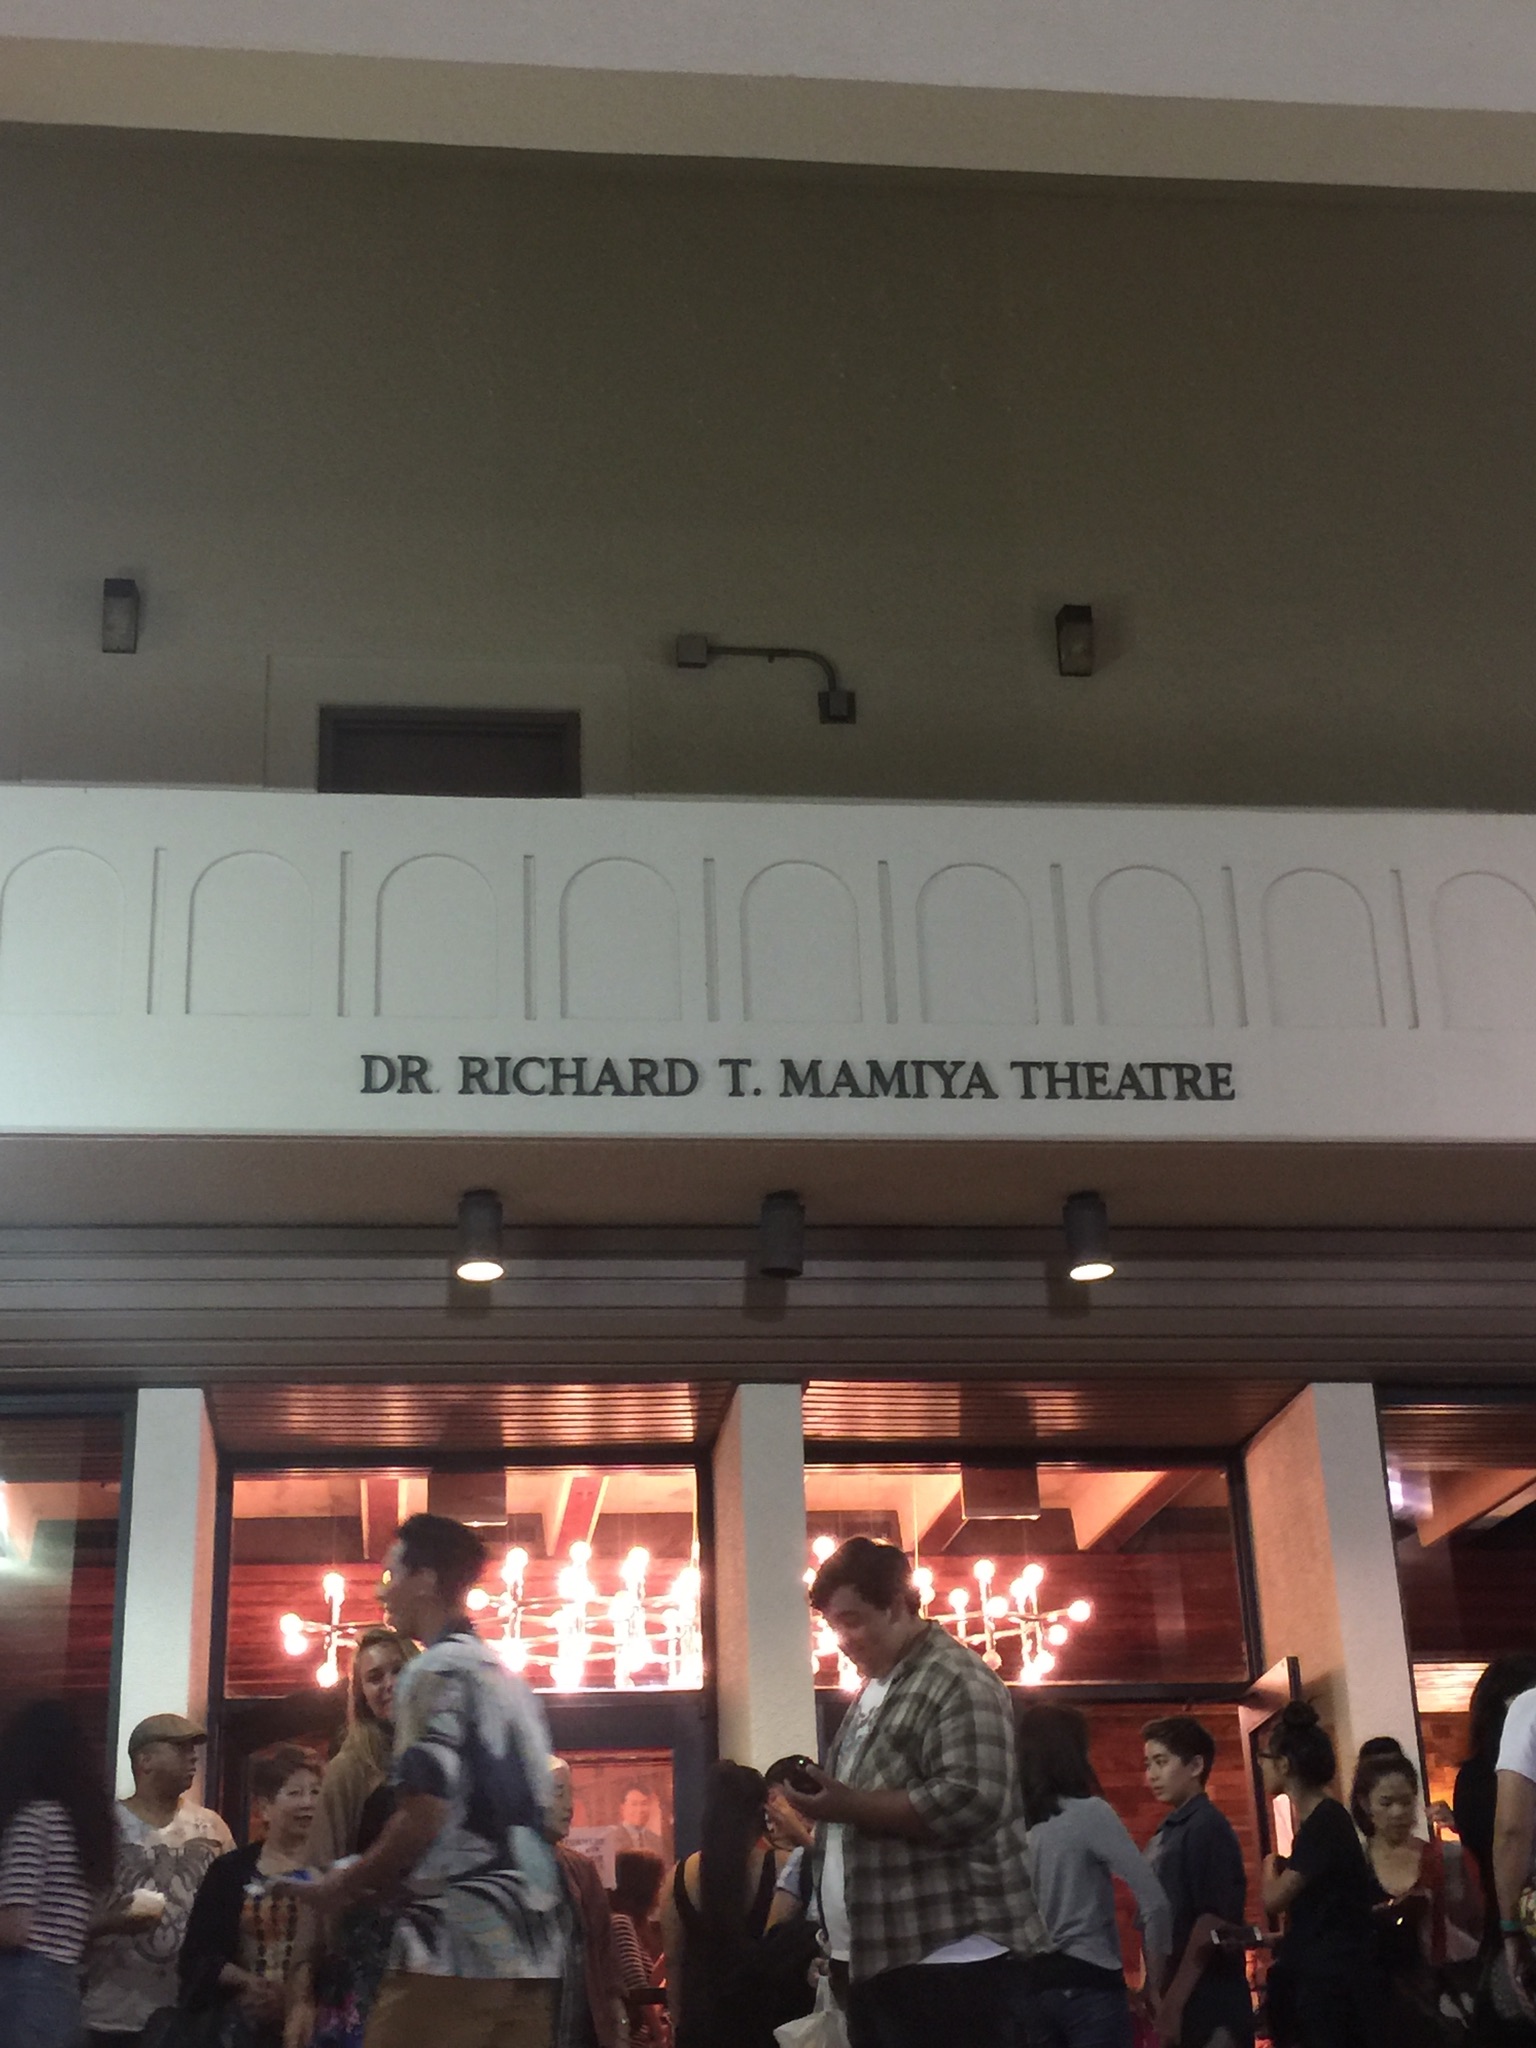 DR. RICHARD T. MAMIYA THEATRE